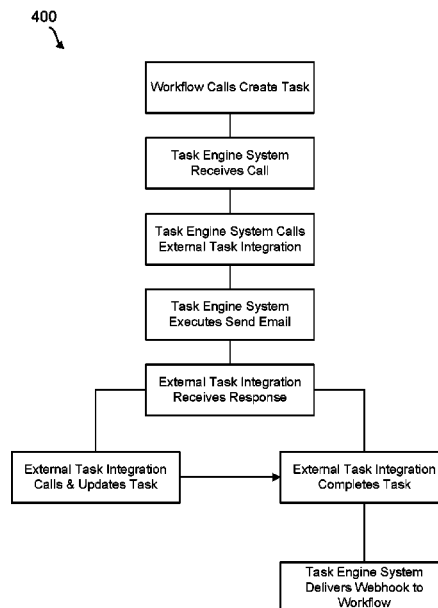 400
Workflow Calls Create Task
Task Engine System
Receives Call
Task Engine System Calls
External Task Integration
Task Engine System
Executes Send Email
External Task Integration
Receives Response
External Task Integration
Calls & Updates Task
External Task Integration
Completes Task
Task Engine System
Delivers Webhook to
Workflow